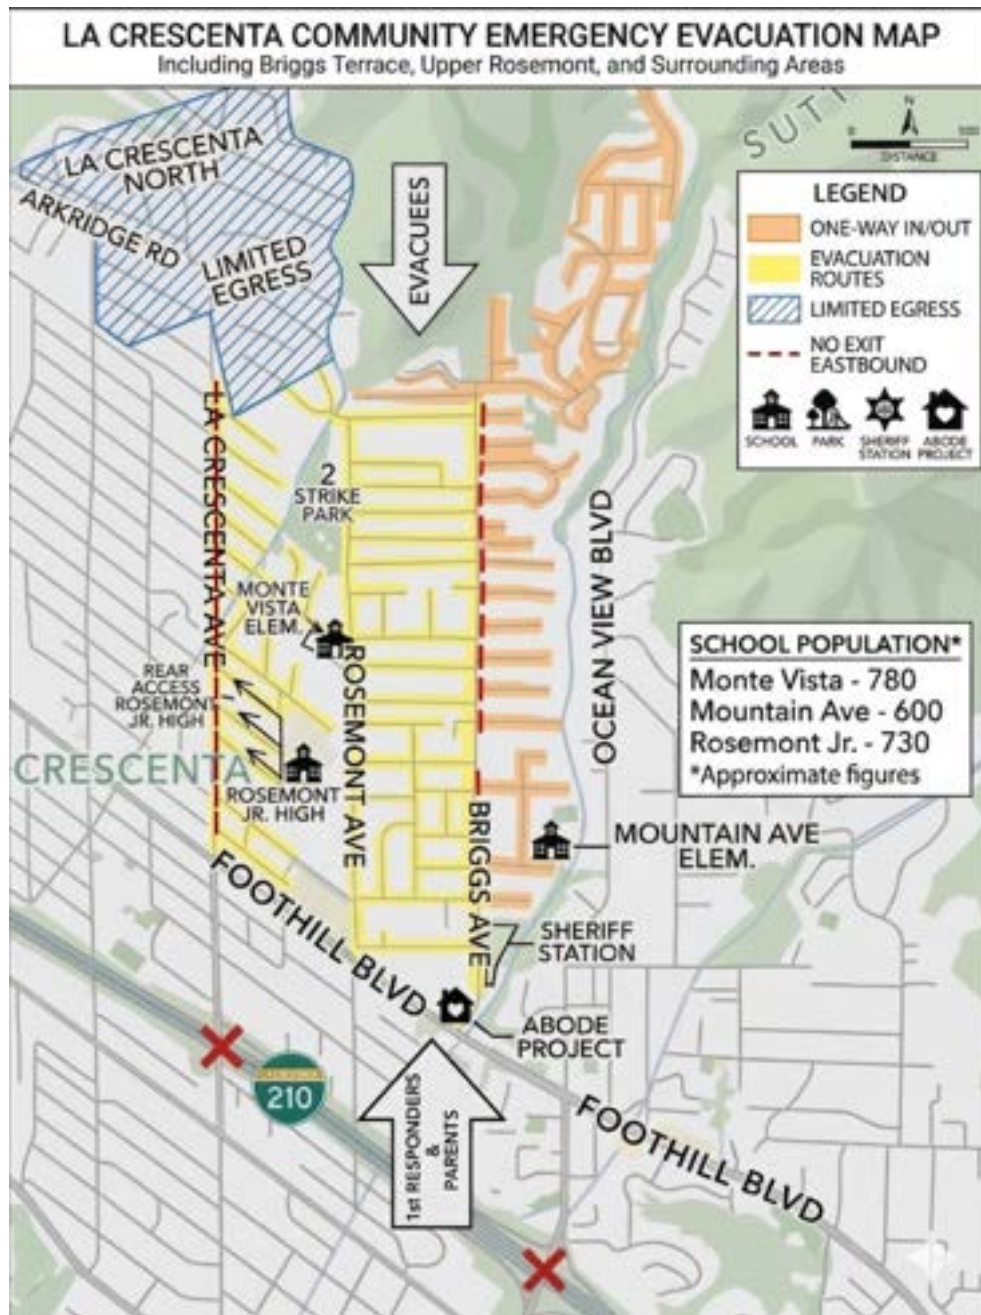 LA CRESCENTA COMMUNITY EMERGENCY EVACUATION MAP
Including Briggs Terrace, Upper Rosemont, and Surrounding Areas
LA CRESCENTA
NORTH
ARKRIDGE RD
LIMITED
EGRESS
EVACUEES
SUTT
N
0
500
DISTANCE
LEGEND
ONE-WAY IN/OUT
EVACUATION
ROUTES
LIMITED EGRESS
NO EXIT
EASTBOUND
SCHOOL
PARK
SHERIFF
STATION
ABODE
PROJECT
LA CRESCENTA AVE
2
STRIKE
PARK
MONTE
VISTA
ELEM.
REAR
ACCESS
ROSEMONT
JR. HIGH
CRESCENTA
ROSEMONT
JR. HIGH
ROSEMONT AVE
BRIGGS AVE
OCEAN VIEW BLVD
SCHOOL POPULATION*
Monte Vista - 780
Mountain Ave - 600
Rosemont Jr. - 730
*Approximate figures
MOUNTAIN AVE
ELEM.
FOOTHILL BLVD
SHERIFF
STATION
ABODE
PROJECT
CALIFORNIA
210
1st RESPONDERS
&
PARENTS
FOOTHILL BLVD